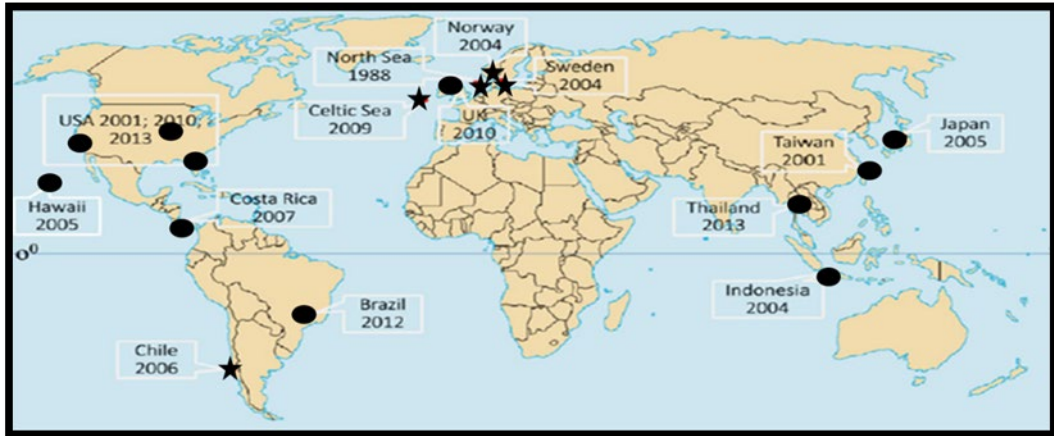 Norway
2004
North Sea
1988
Sweden
2004
Celtic Sea
2009
UK
2010
USA 2001; 2010;
2013
Japan
2005
Taiwan
2001
Hawaii
2005
Costa Rica
2007
Thailand
2013
0⁰
Indonesia
2004
Brazil
2012
Chile
2006